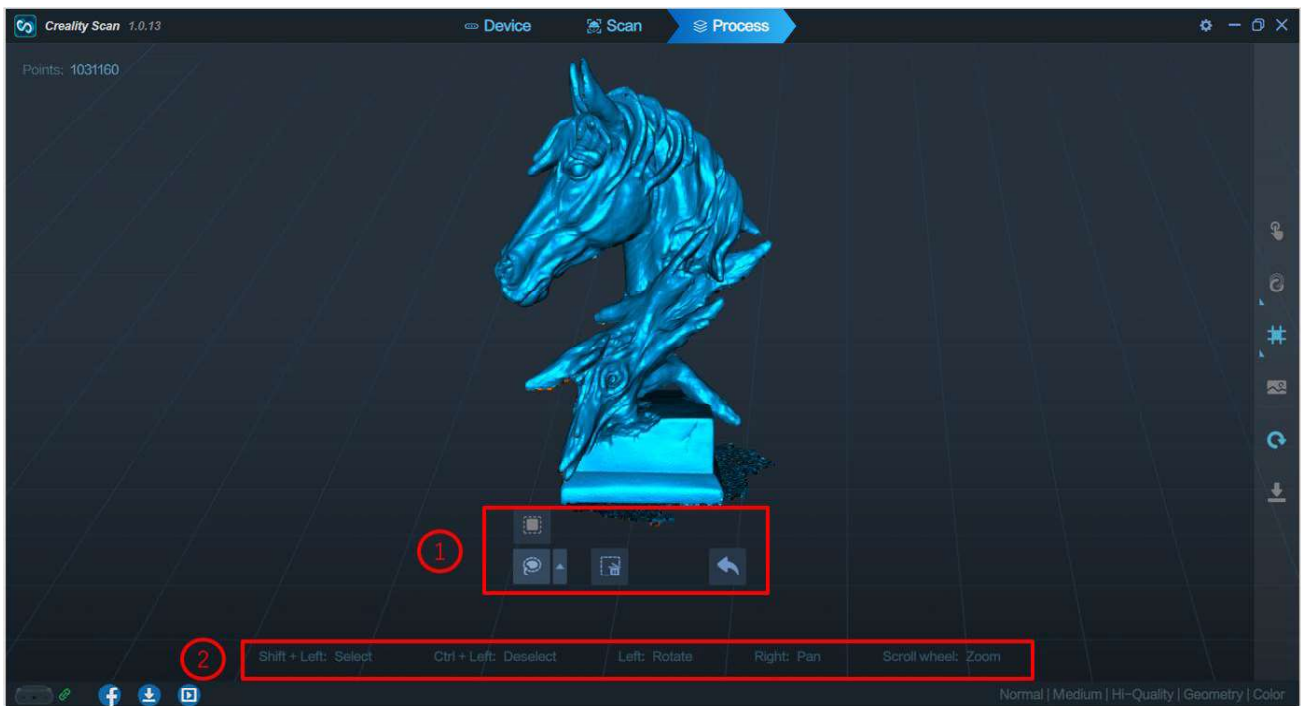 Creality Scan 1.0.13
Device
Scan
Process
Points: 1031160
1
2
Shift + Left: Select
Ctrl + Left: Deselect
Left: Rotate
Right: Pan
Scroll wheel: Zoom
Normal | Medium | Hi-Quality | Geometry | Color